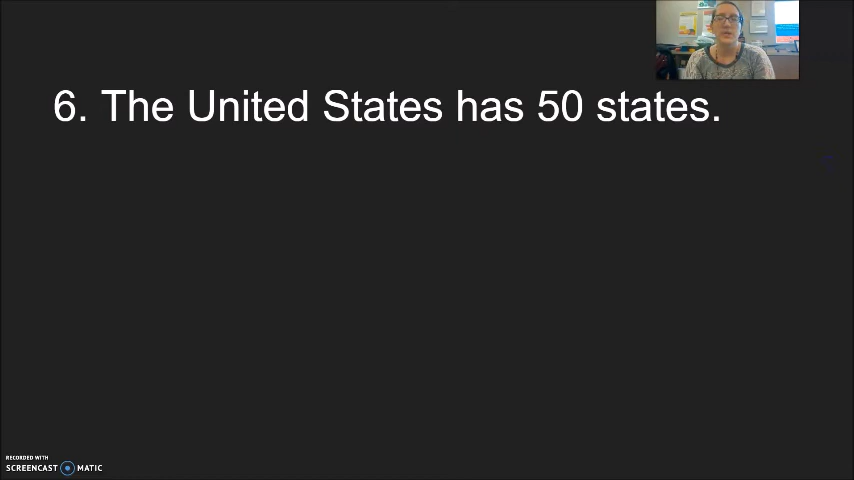 6. The United States has 50 states.
RECORDED WITH
SCREENCAST MATIC